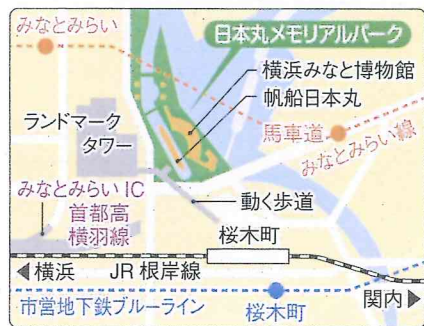 みなとみらい
日本丸メモリアルパーク
横浜みなと博物館
帆船日本丸
ランドマーク
タワー
馬車道
みなとみらい線
みなとみらいIC
首都高
横羽線
動く歩道
桜木町
◀横浜
JR根岸線
関内▶
市営地下鉄ブルーライン
桜木町